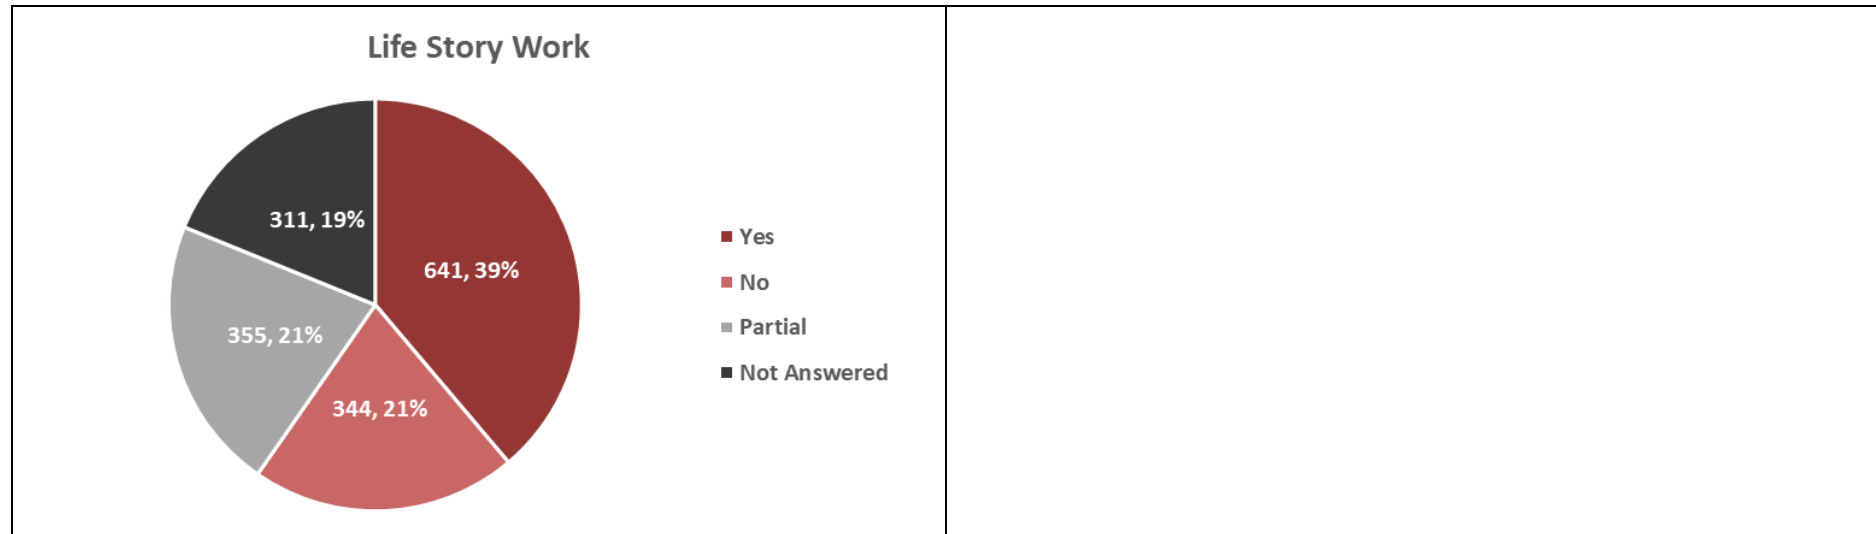 Life Story Work
311, 19%
641, 39%
355, 21%
344, 21%
Yes
No
Partial
Not Answered